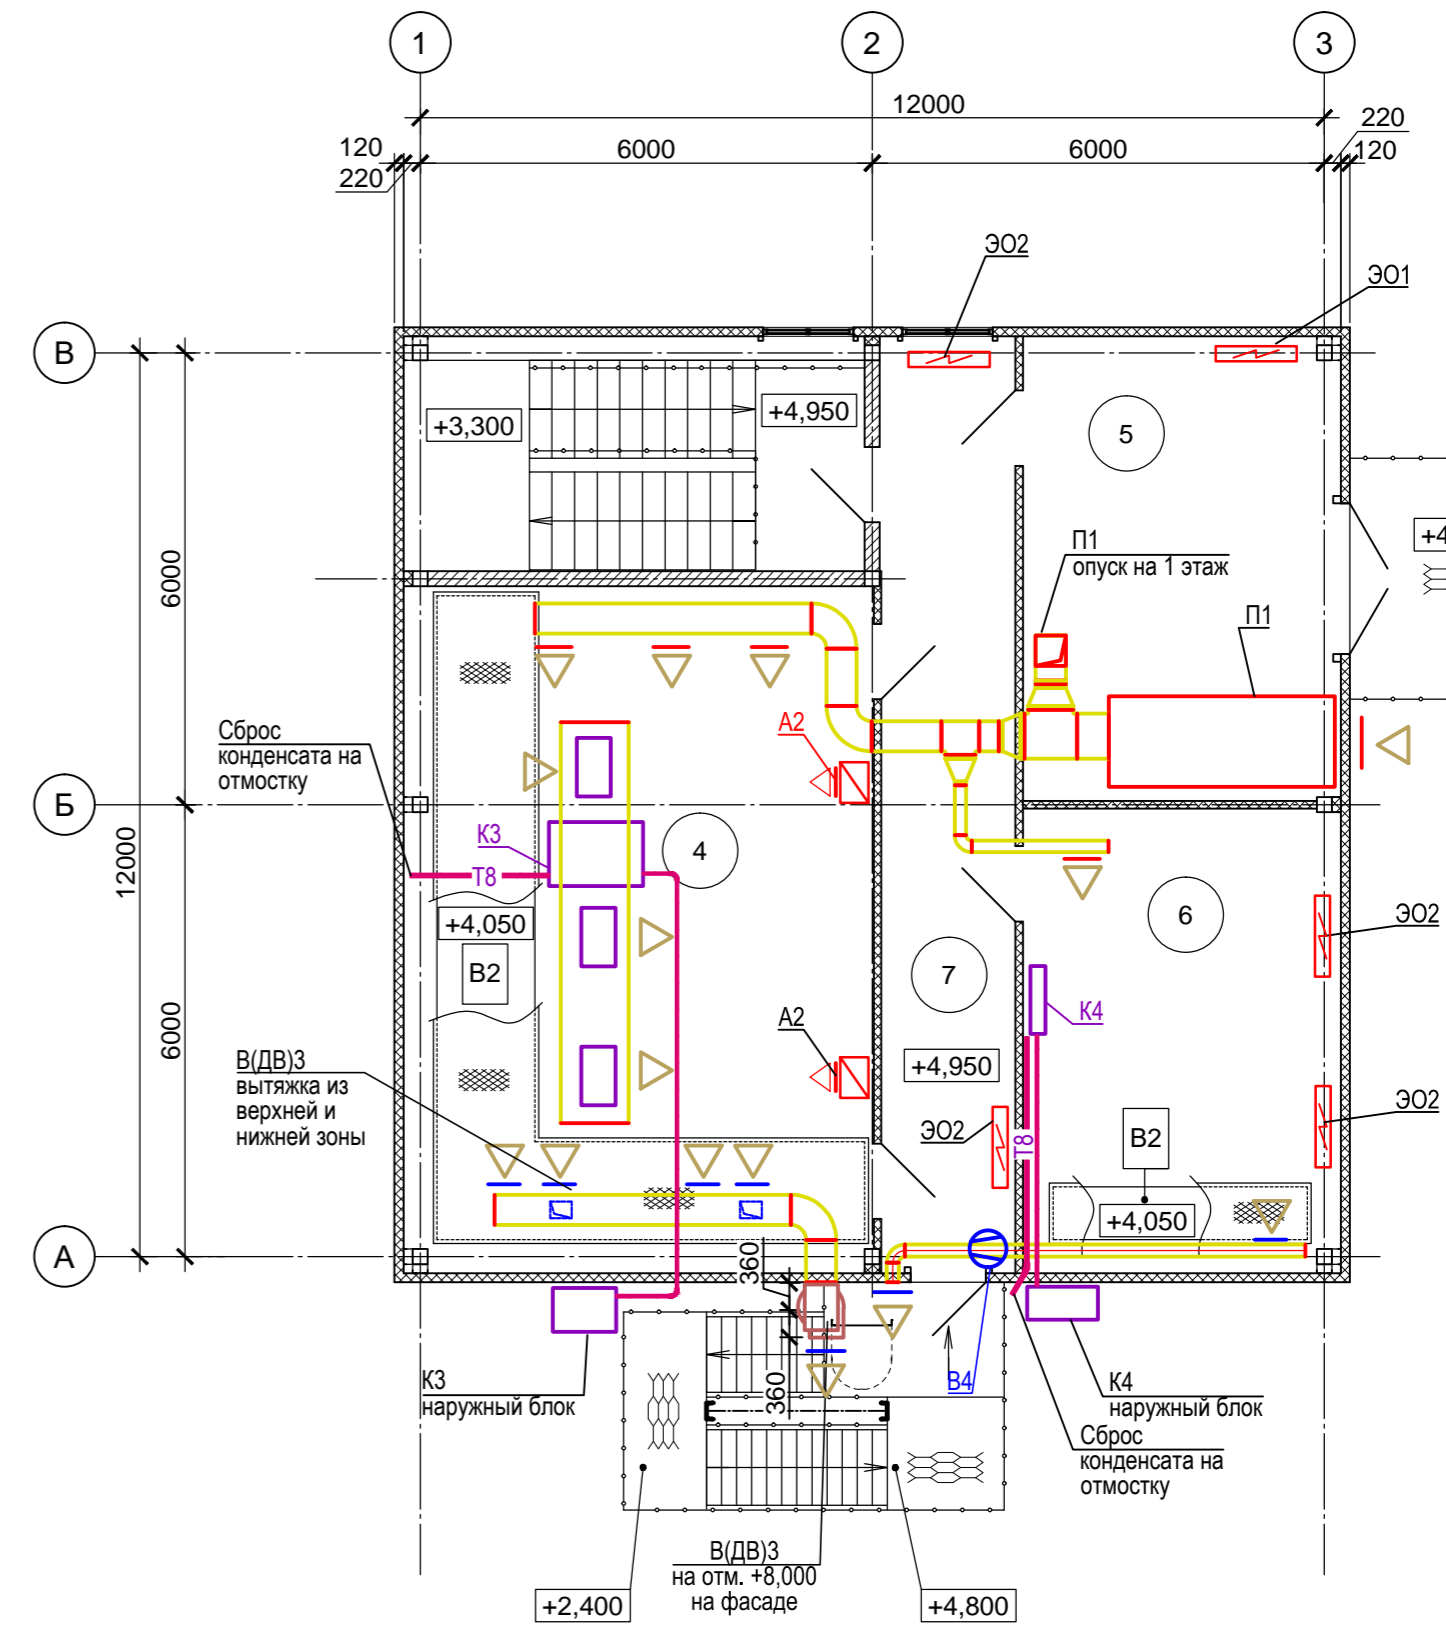 1
2
3
12000
120
220
6000
6000
220
120
ЭО2
ЭО1
В
+3,300
+4,950
5
+4
П1
опуск на 1 этаж
6000
П1
Сброс
конденсата на
отмостку
А2
Б
К3
4
Т8
12000
+4,050
6
ЭО2
В2
7
К4
А2
6000
+4,950
В(ДВ)3
вытяжка из
верхней и
нижней зоны
ЭО2
ЭО2
В2
Т8
+4,050
А
360
К3
наружный блок
360
В4
К4
наружный блок
Сброс
конденсата на
отмостку
В(ДВ)3
на отм. +8,000
на фасаде
+2,400
+4,800